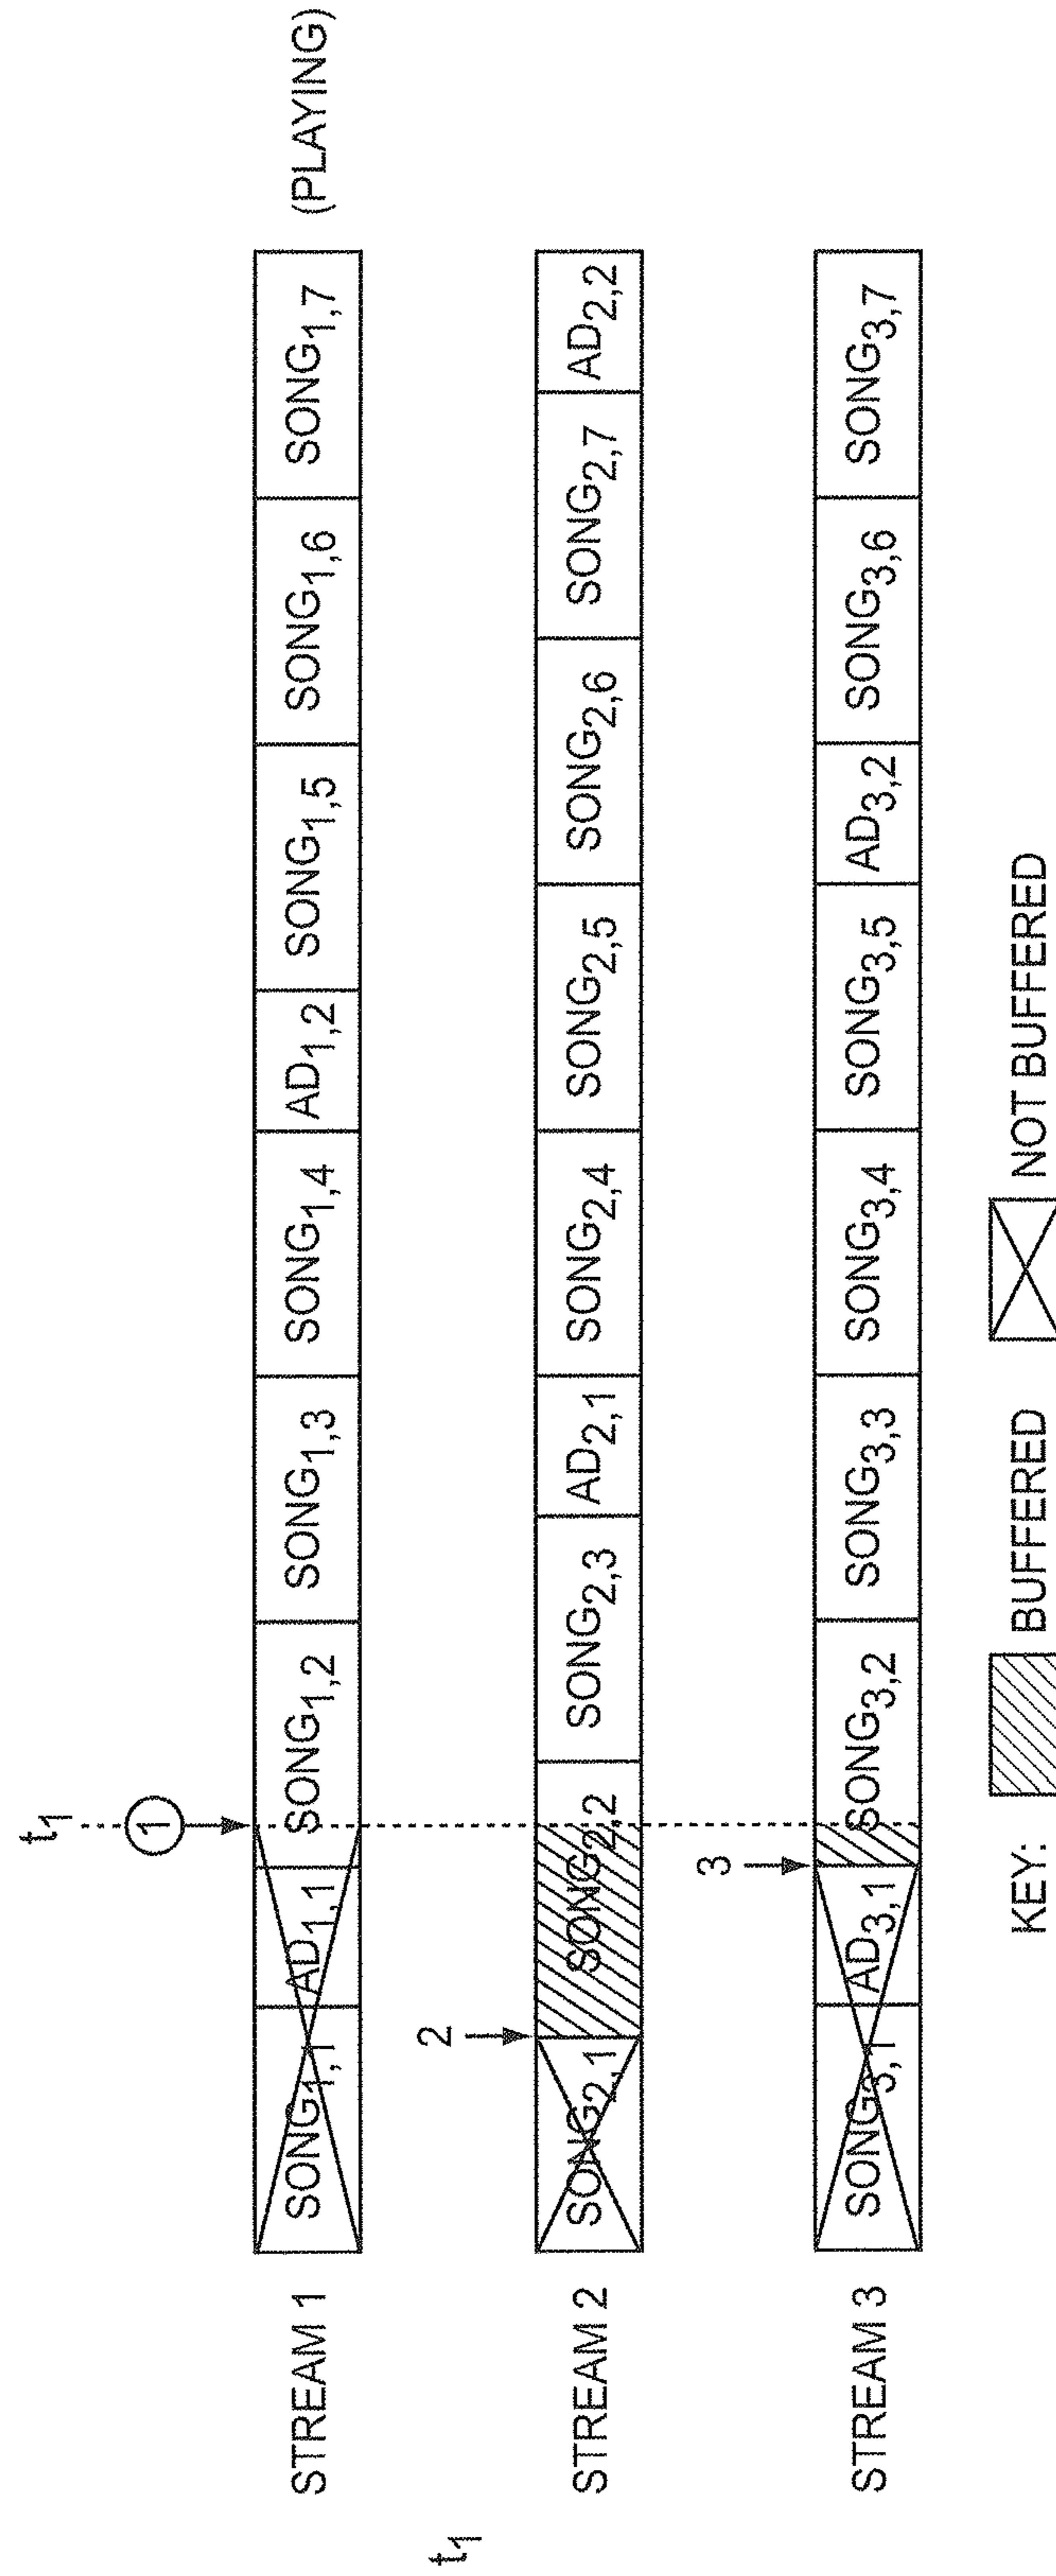 t1
1
STREAM 1 SONG1,1 AD1,1 SONG1,2 SONG1,3 SONG1,4 AD1,2 SONG1,5 SONG1,6 SONG1,7 (PLAYING)
2
t1
STREAM 2 SONG2,1 SONG2,2 SONG2,3 AD2,1 SONG2,4 SONG2,5 SONG2,6 SONG2,7 AD2,2
3
STREAM 3 SONG3,1 AD3,1 SONG3,2 SONG3,3 SONG3,4 SONG3,5 AD3,2 SONG3,6 SONG3,7
KEY: BUFFERED NOT BUFFERED